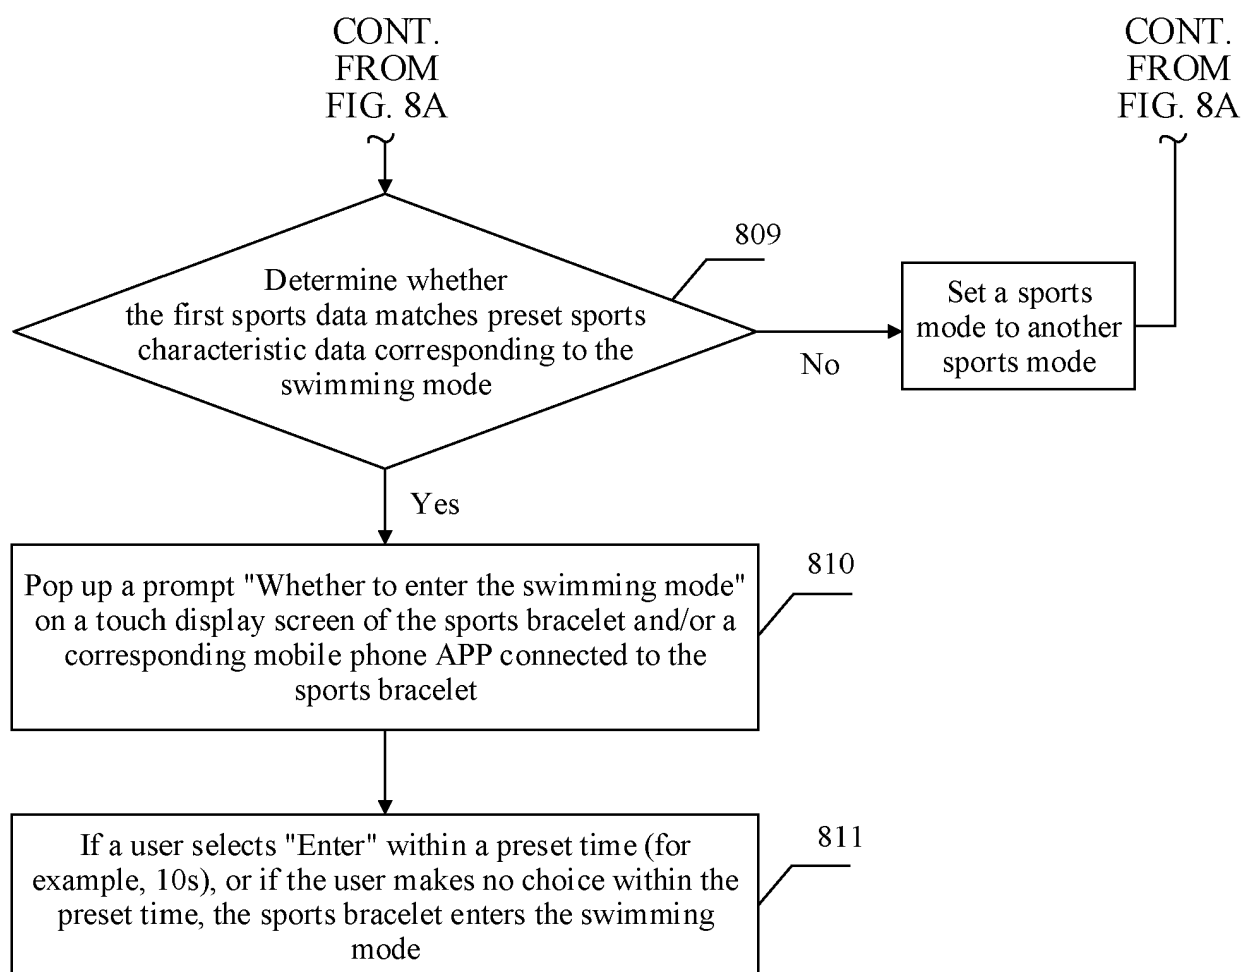 CONT.
FROM
FIG. 8A
CONT.
FROM
FIG. 8A
809
Determine whether
the first sports data matches preset sports
characteristic data corresponding to the
swimming mode
No
Set a sports
mode to another
sports mode
Yes
810
Pop up a prompt "Whether to enter the swimming mode"
on a touch display screen of the sports bracelet and/or a
corresponding mobile phone APP connected to the
sports bracelet
811
If a user selects "Enter" within a preset time (for
example, 10s), or if the user makes no choice within the
preset time, the sports bracelet enters the swimming
mode